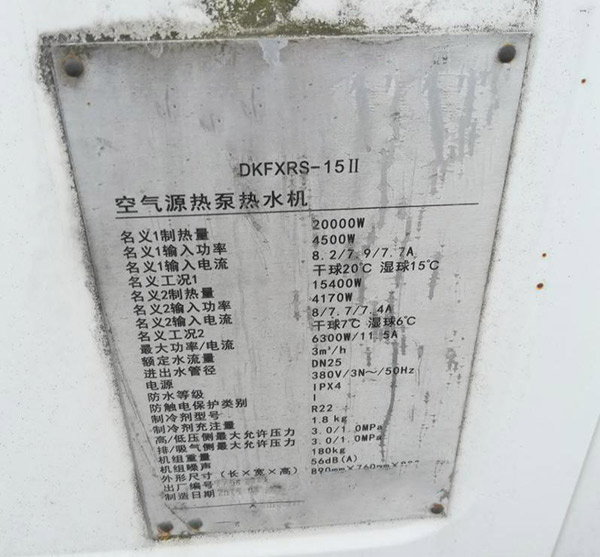 DKFXRS-15Ⅱ
空气源热泵热水机
名义1制热量 20000W
名义1输入功率 4500W
名义1输入电流 8.2/7.9/7.7A
名义工况1 干球20℃ 湿球15℃
名义2制热量 15400W
名义2输入功率 4170W
名义2输入电流 8/7.7/7.4A
名义工况2 干球7℃ 湿球6℃
最大功率/电流 6300W/11.5A
额定水流量 3m³/h
进出水管径 DN25
电源 380V/3N～/50Hz
防水等级 IPX4
防触电保护类别 I
制冷剂型号 R22
制冷剂充注量 1.8kg
高/低压侧最大允许压力 3.0/1.0MPa
排/吸气侧最大允许压力 3.0/1.0MPa
机组重量 180kg
机组噪声 56dB(A)
外形尺寸(长×宽×高) 890mm×760mm×
出厂编号
制造日期